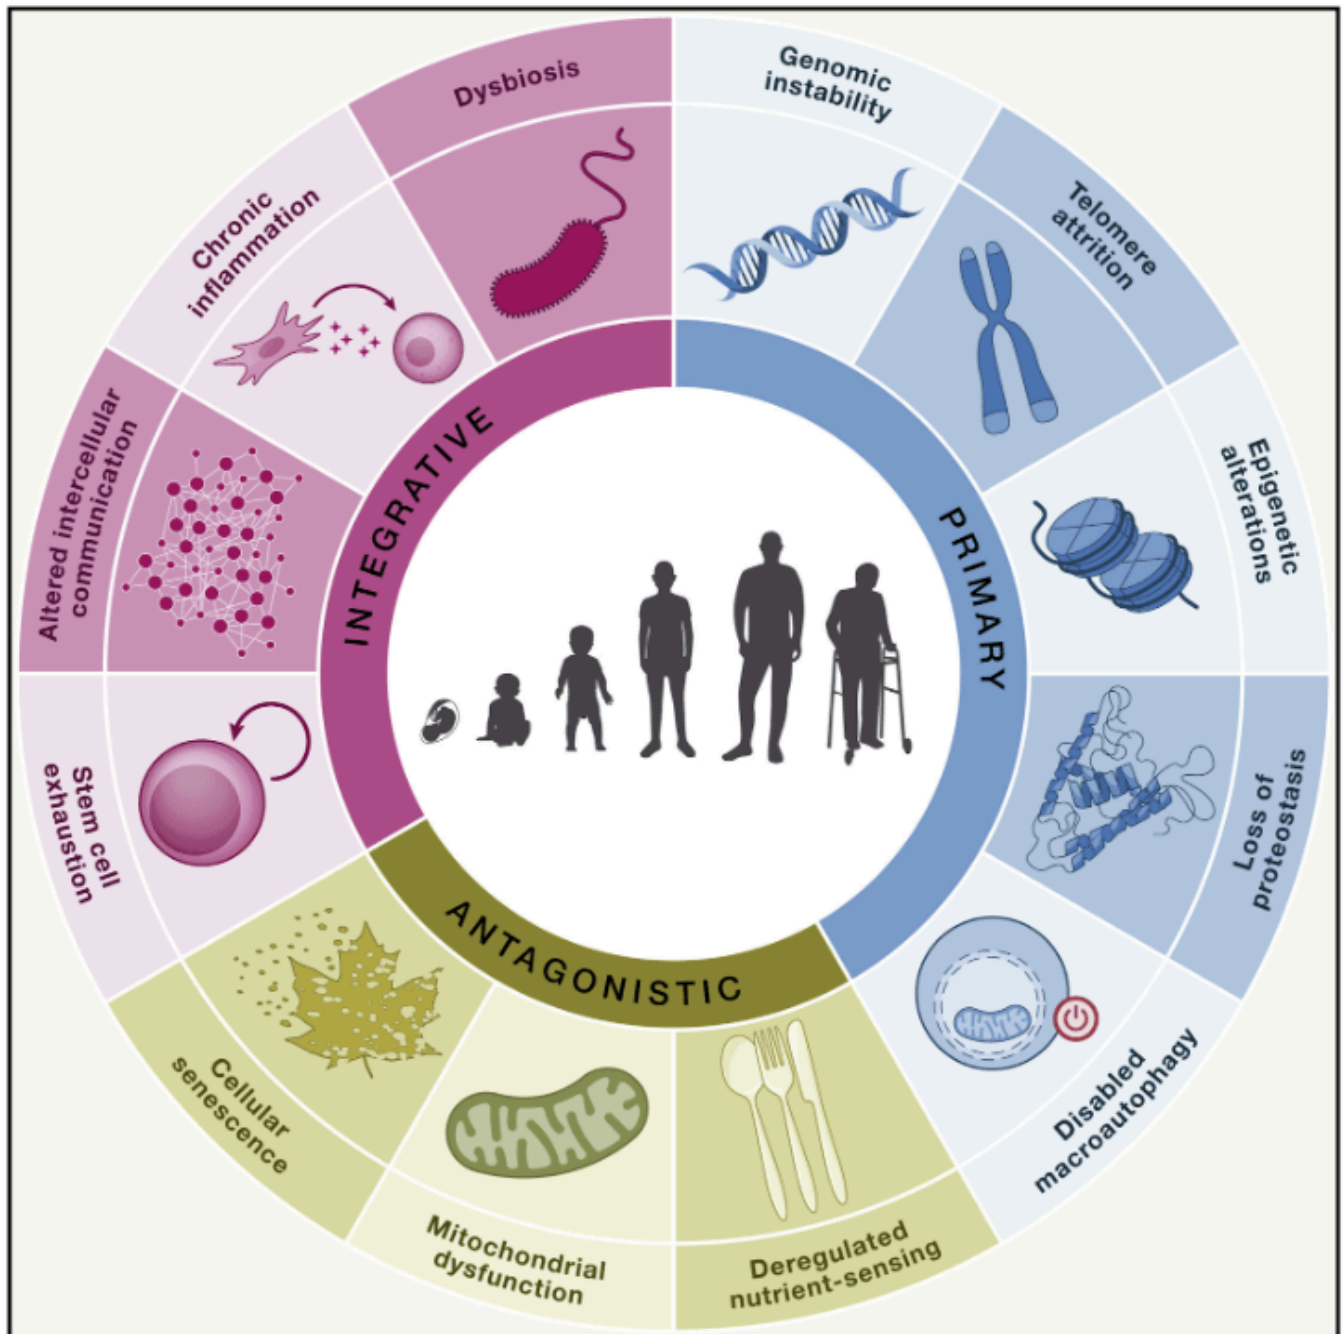 Genomic
instability
Telomere
attrition
Epigenetic
alterations
Loss of
proteostasis
Disabled
macroautophagy
Deregulated
nutrient-sensing
Mitochondrial
dysfunction
Cellular
senescence
Stem cell
exhaustion
Altered intercellular
communication
Chronic
inflammation
Dysbiosis
PRIMARY
ANTAGONISTIC
INTEGRATIVE